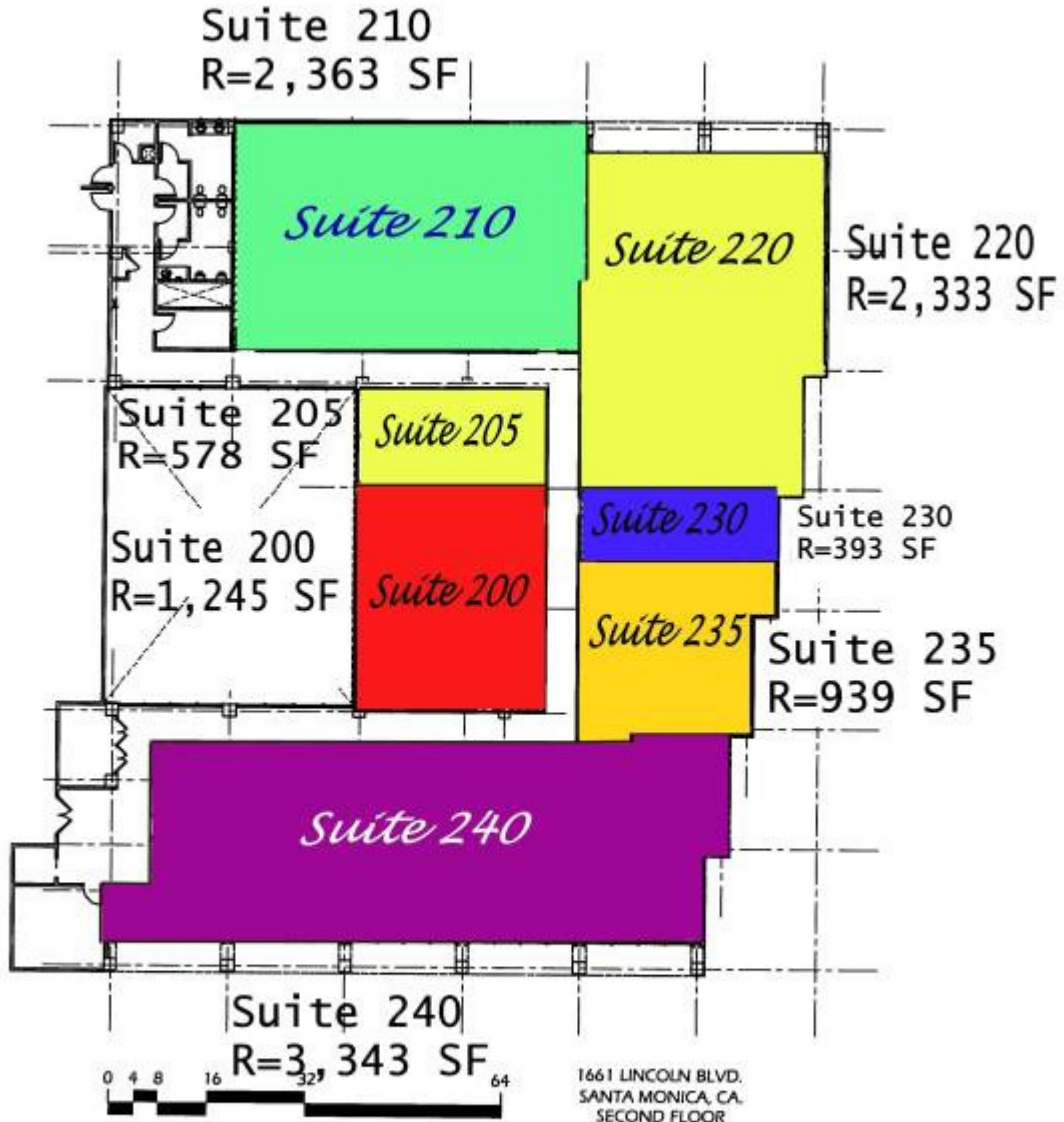 Suite 210
R=2,363 SF
Suite 210
Suite 220
Suite 220
R=2,333 SF
Suite 205
R=578 SF
Suite 205
Suite 230
Suite 230
R=393 SF
Suite 200
R=1,245 SF
Suite 200
Suite 235
Suite 235
R=939 SF
Suite 240
Suite 240
R=3,343 SF
0 4 8 16 32 64
1661 LINCOLN BLVD.
SANTA MONICA, CA.
SECOND FLOOR